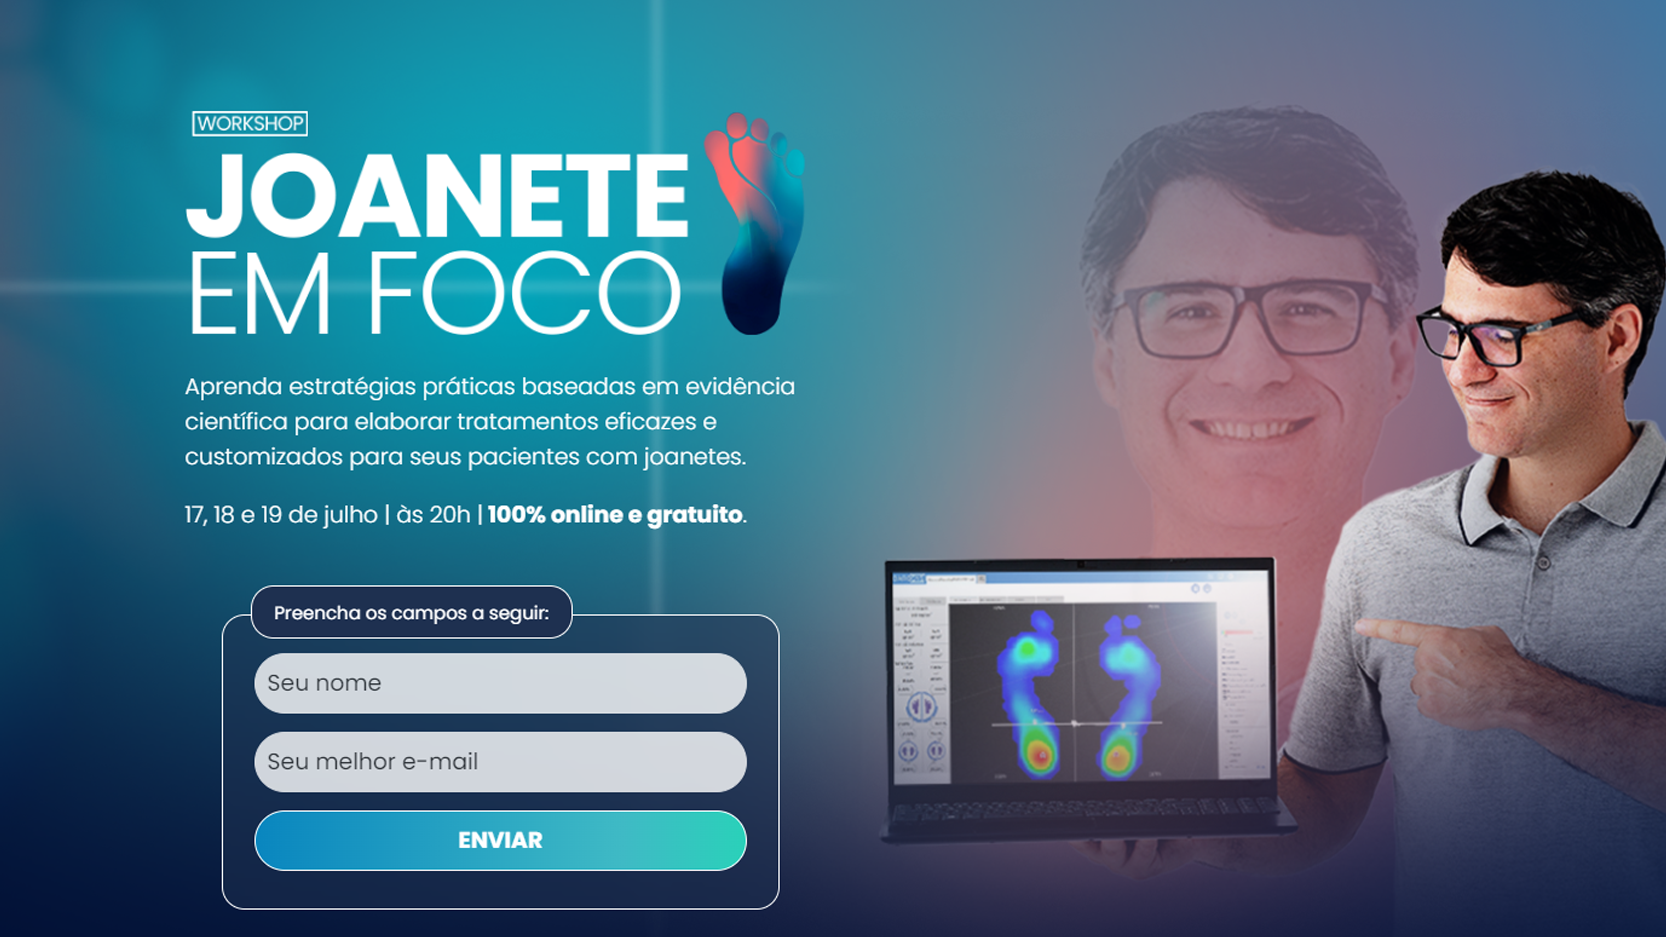 WORKSHOP
JOANETE
EM FOCO
Aprenda estratégias práticas baseadas em evidência
científica para elaborar tratamentos eficazes e
customizados para seus pacientes com joanetes.
17, 18 e 19 de julho | às 20h | 100% online e gratuito.
Preencha os campos a seguir:
Seu nome
Seu melhor e-mail
ENVIAR